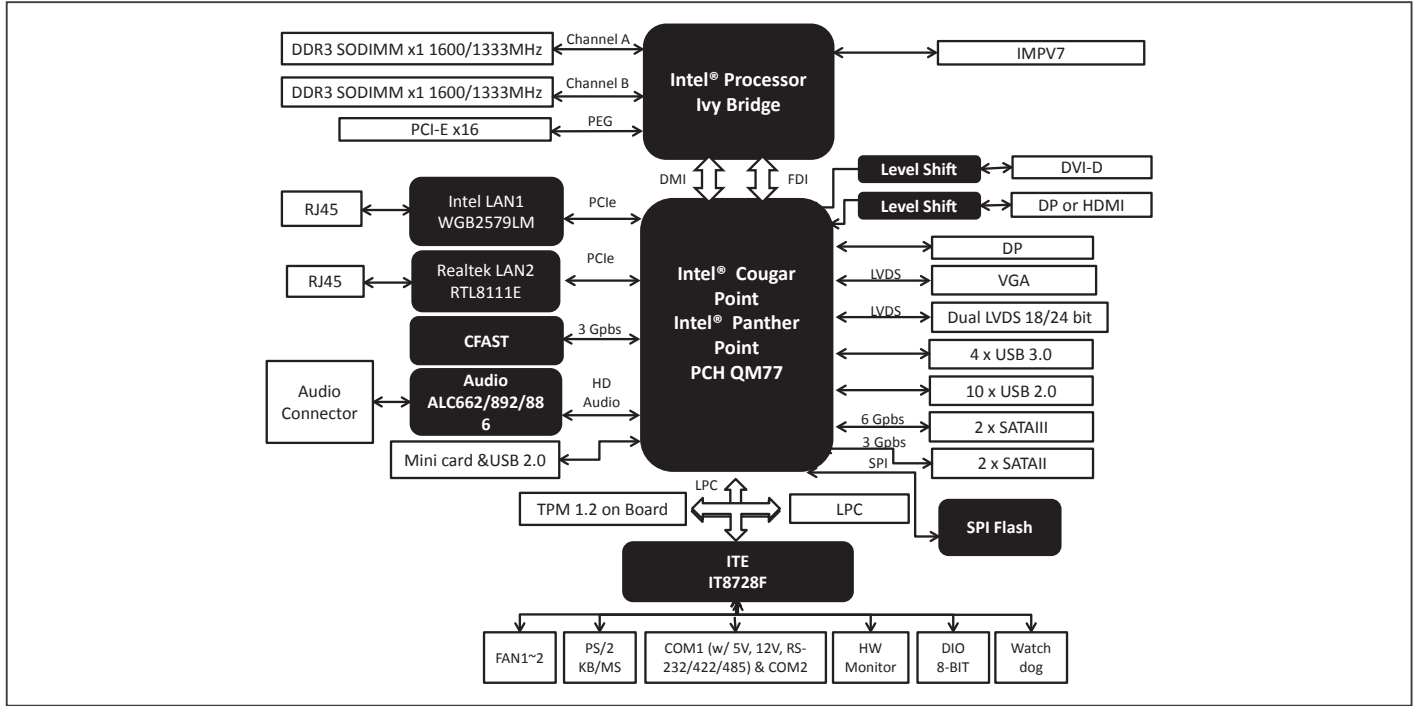 DDR3 SODIMM x1 1600/1333MHz
Channel A
DDR3 SODIMM x1 1600/1333MHz
Channel B
PCI-E x16
PEG
Intel® Processor
Ivy Bridge
IMPV7
DMI
FDI
Level Shift
DVI-D
Level Shift
DP or HDMI
RJ45
Intel LAN1
WGB2579LM
PCIe
RJ45
Realtek LAN2
RTL8111E
PCIe
CFAST
3 Gpbs
Audio
Connector
Audio
ALC662/892/88
6
HD
Audio
Mini card &USB 2.0
Intel® Cougar
Point
Intel® Panther
Point
PCH QM77
DP
LVDS
VGA
LVDS
Dual LVDS 18/24 bit
4 x USB 3.0
10 x USB 2.0
6 Gpbs
2 x SATAIII
3 Gpbs
2 x SATAII
SPI
SPI Flash
LPC
TPM 1.2 on Board
LPC
ITE
IT8728F
FAN1~2
PS/2
KB/MS
COM1 (w/ 5V, 12V, RS-
232/422/485) & COM2
HW
Monitor
DIO
8-BIT
Watch
dog